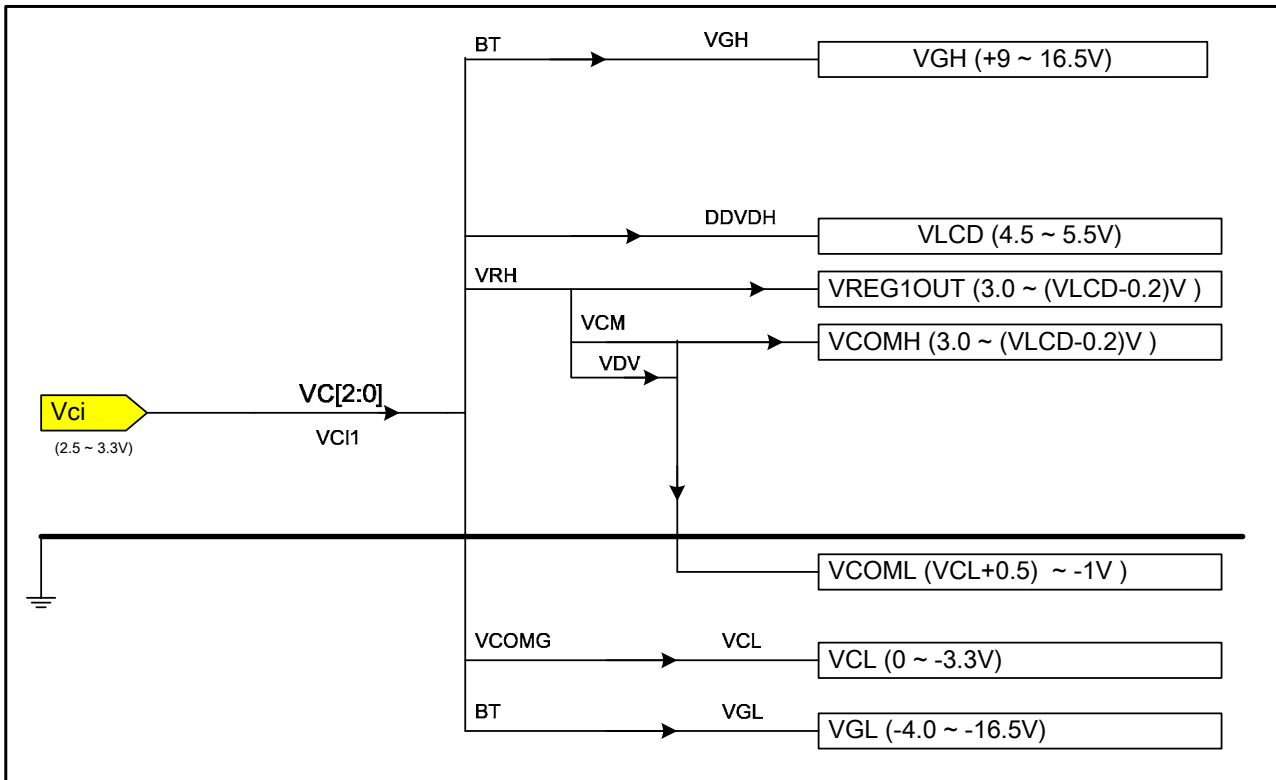 BT
VGH
VGH (+9 ~ 16.5V)
DDVDH
VLCD (4.5 ~ 5.5V)
VRH
VREG1OUT (3.0 ~ (VLCD-0.2)V )
VCM
VCOMH (3.0 ~ (VLCD-0.2)V )
VDV
Vci
(2.5 ~ 3.3V)
VC[2:0]
VCI1
VCOML (VCL+0.5) ~ -1V )
VCOMG
VCL
VCL (0 ~ -3.3V)
BT
VGL
VGL (-4.0 ~ -16.5V)